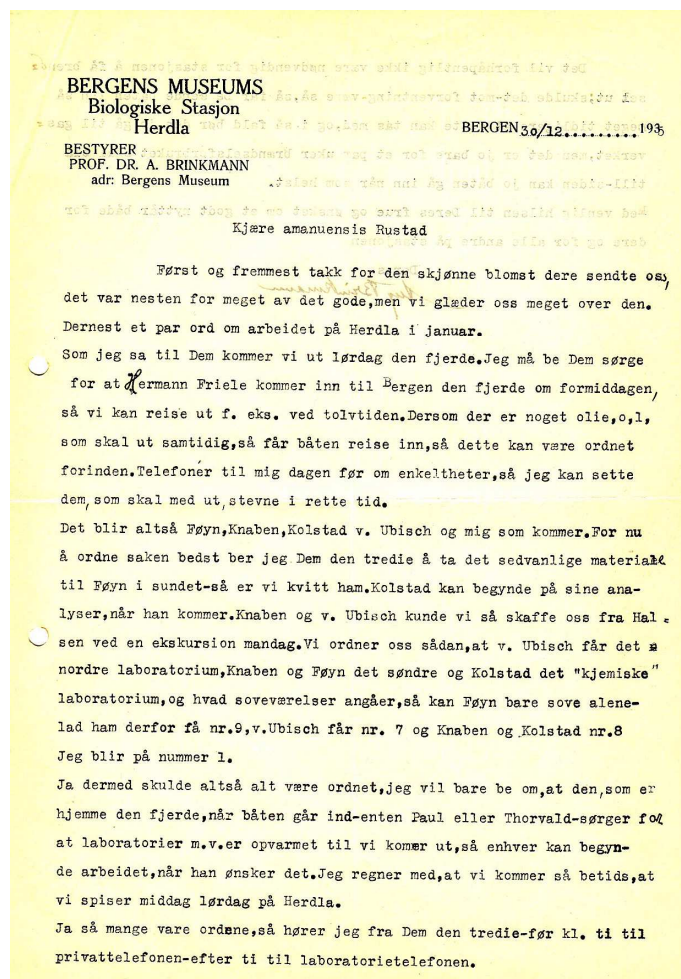 BERGENS MUSEUMS
Biologiske Stasjon
Herdla
BESTYRER
PROF. DR. A. BRINKMANN
adr: Bergens Museum
BERGEN 30/12.......... 1935
Kjære amanuensis Rustad
Først og fremmest takk for den skjønne blomst dere sendte oss,
det var nesten for meget av det gode,men vi glæder oss meget over den.
Dernest et par ord om arbeidet på Herdla i januar.
Som jeg sa til Dem kommer vi ut lørdag den fjerde.Jeg må be Dem sørge
for at Hermann Friele kommer inn til Bergen den fjerde om formiddagen,
så vi kan reise ut f. eks. ved tolvtiden.Dersom der er noget olie,o,l,
som skal ut samtidig,så får båten reise inn,så dette kan være ordnet
forinden.Telefonér til mig dagen før om enkeltheter,så jeg kan sette
dem, som skal med ut, stevne i rette tid.
Det blir altså Føyn,Knaben,Kolstad v. Ubisch og mig som kommer.For nu
å ordne saken bedst ber jeg Dem den tredie å ta det sedvanlige materiale
til Føyn i sundet-så er vi kvitt ham.Kolstad kan begynde på sine ana-
lyser,når han kommer.Knaben og v. Ubisch kunde vi så skaffe oss fra Hal-
sen ved en ekskursion mandag.Vi ordner oss sådan,at v. Ubisch får det
nordre laboratorium,Knaben og Føyn det søndre og Kolstad det "kjemiske"
laboratorium,og hvad soveværelser angåer,så kan Føyn bare sove alene-
lad ham derfor få nr.9,v.Ubisch får nr. 7 og Knaben og Kolstad nr.8
Jeg blir på nummer 1.
Ja dermed skulde altså alt være ordnet,jeg vil bare be om,at den,som er
hjemme den fjerde,når båten går ind-enten Paul eller Thorvald-sørger for
at laboratorier m.v.er opvarmet til vi kommer ut,så enhver kan begyn-
de arbeidet,når han ønsker det.Jeg regner med,at vi kommer så betids,at
vi spiser middag lørdag på Herdla.
Ja så mange vare ordene,så hører jeg fra Dem den tredie-før kl. ti til
privattelefonen-efter ti til laboratorietelefonen.